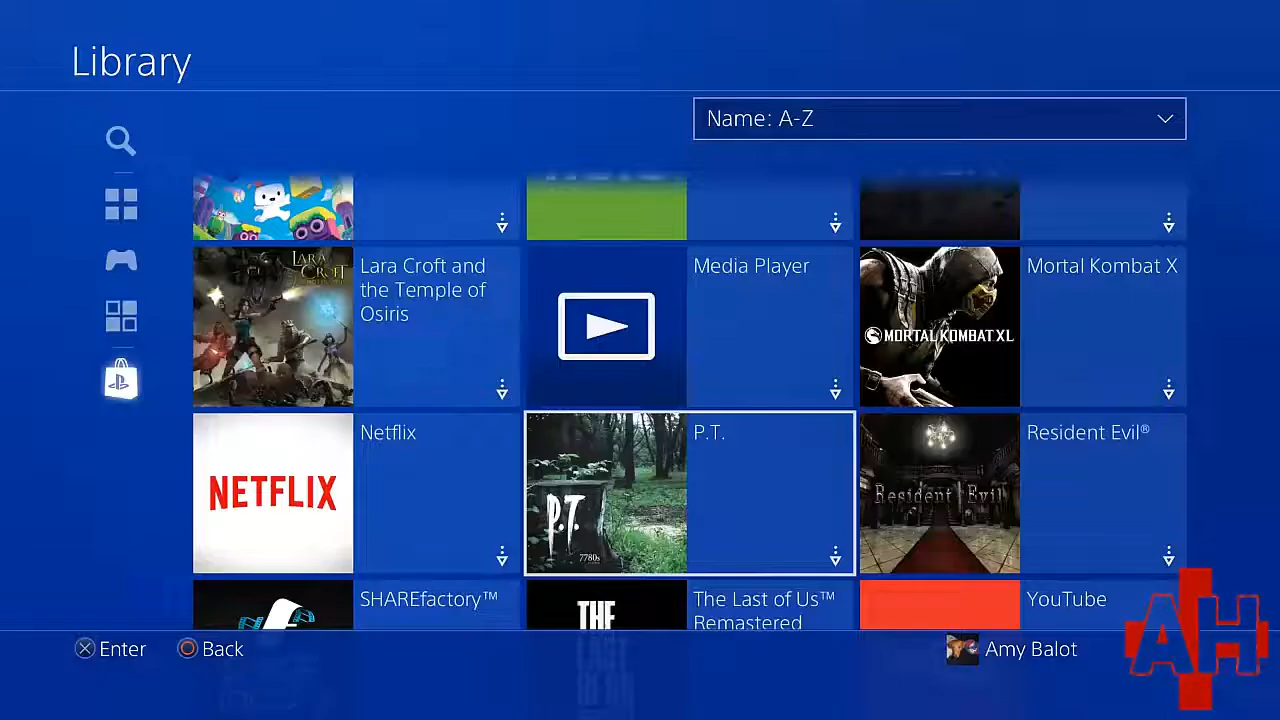 Library
Name: A-Z
LARA
CROFT
Lara Croft and
the Temple of
Osiris
Media Player
MORTAL KOMBAT XL
Mortal Kombat X
NETFLIX
Netflix
P.T.
7780s
P.T.
Resident Evil
Resident Evil®
SHAREfactory™
THE
The Last of Us™
Remastered
YouTube
Enter
Back
Amy Balot
AH